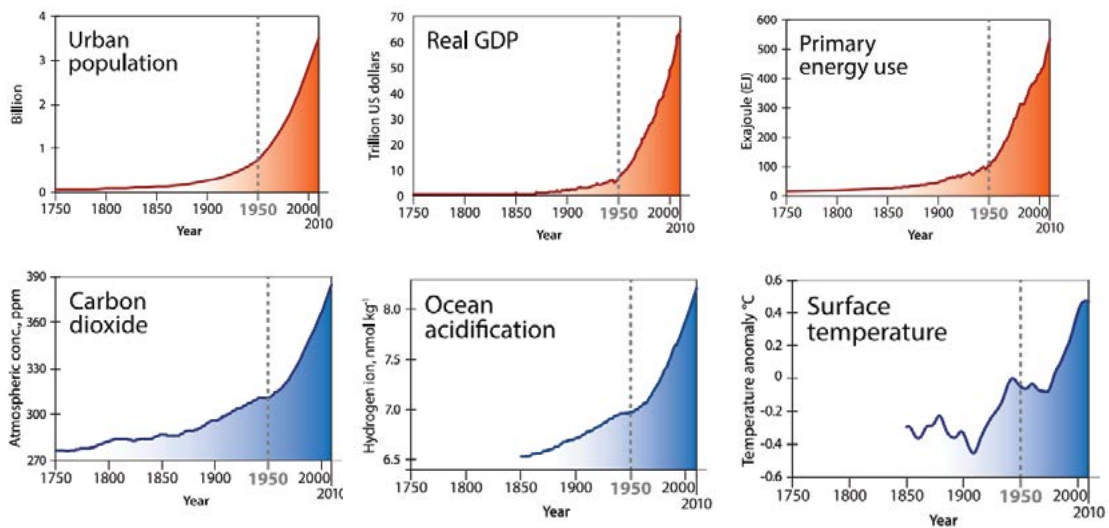 Urban
population
Billion
4
3
2
1
0
1750 1800 1850 1900 1950 2000
2010
Year
Real GDP
Trillion US dollars
70
60
50
40
30
20
10
0
1750 1800 1850 1900 1950 2000
2010
Year
Primary
energy use
Exajoule (EJ)
600
500
400
300
200
100
0
1750 1800 1850 1900 1950 2000
2010
Year
Carbon
dioxide
Atmospheric conc., ppm
390
360
330
300
270
1750 1800 1850 1900 1950 2000
2010
Year
Ocean
acidification
Hydrogen ion, nmol kg⁻¹
8.0
7.5
7.0
6.5
1750 1800 1850 1900 1950 2000
2010
Year
Surface
temperature
Temperature anomaly °C
0.6
0.4
0.2
0
-0.2
-0.4
-0.6
1750 1800 1850 1900 1950 2000
2010
Year